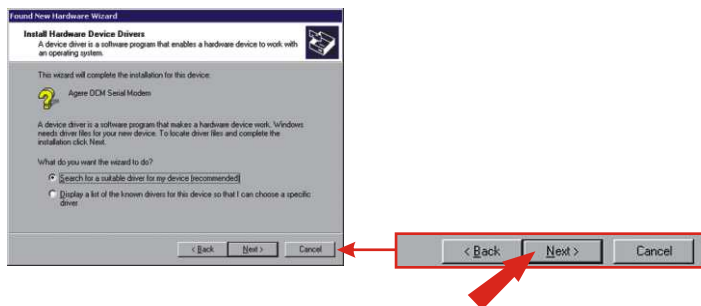 Found New Hardware Wizard
Install Hardware Device Drivers
A device driver is a software program that enables a hardware device to work with
an operating system.
This wizard will complete the installation for this device:
Agere OCM Serial Modem
A device driver is a software program that makes a hardware device work. Windows
needs driver files for your new device. To locate driver files and complete the
installation click Next.
What do you want the wizard to do?
Search for a suitable driver for my device (recommended)
Display a list of the known drivers for this device so that I can choose a specific
driver
< Back Next > Cancel
< Back Next > Cancel